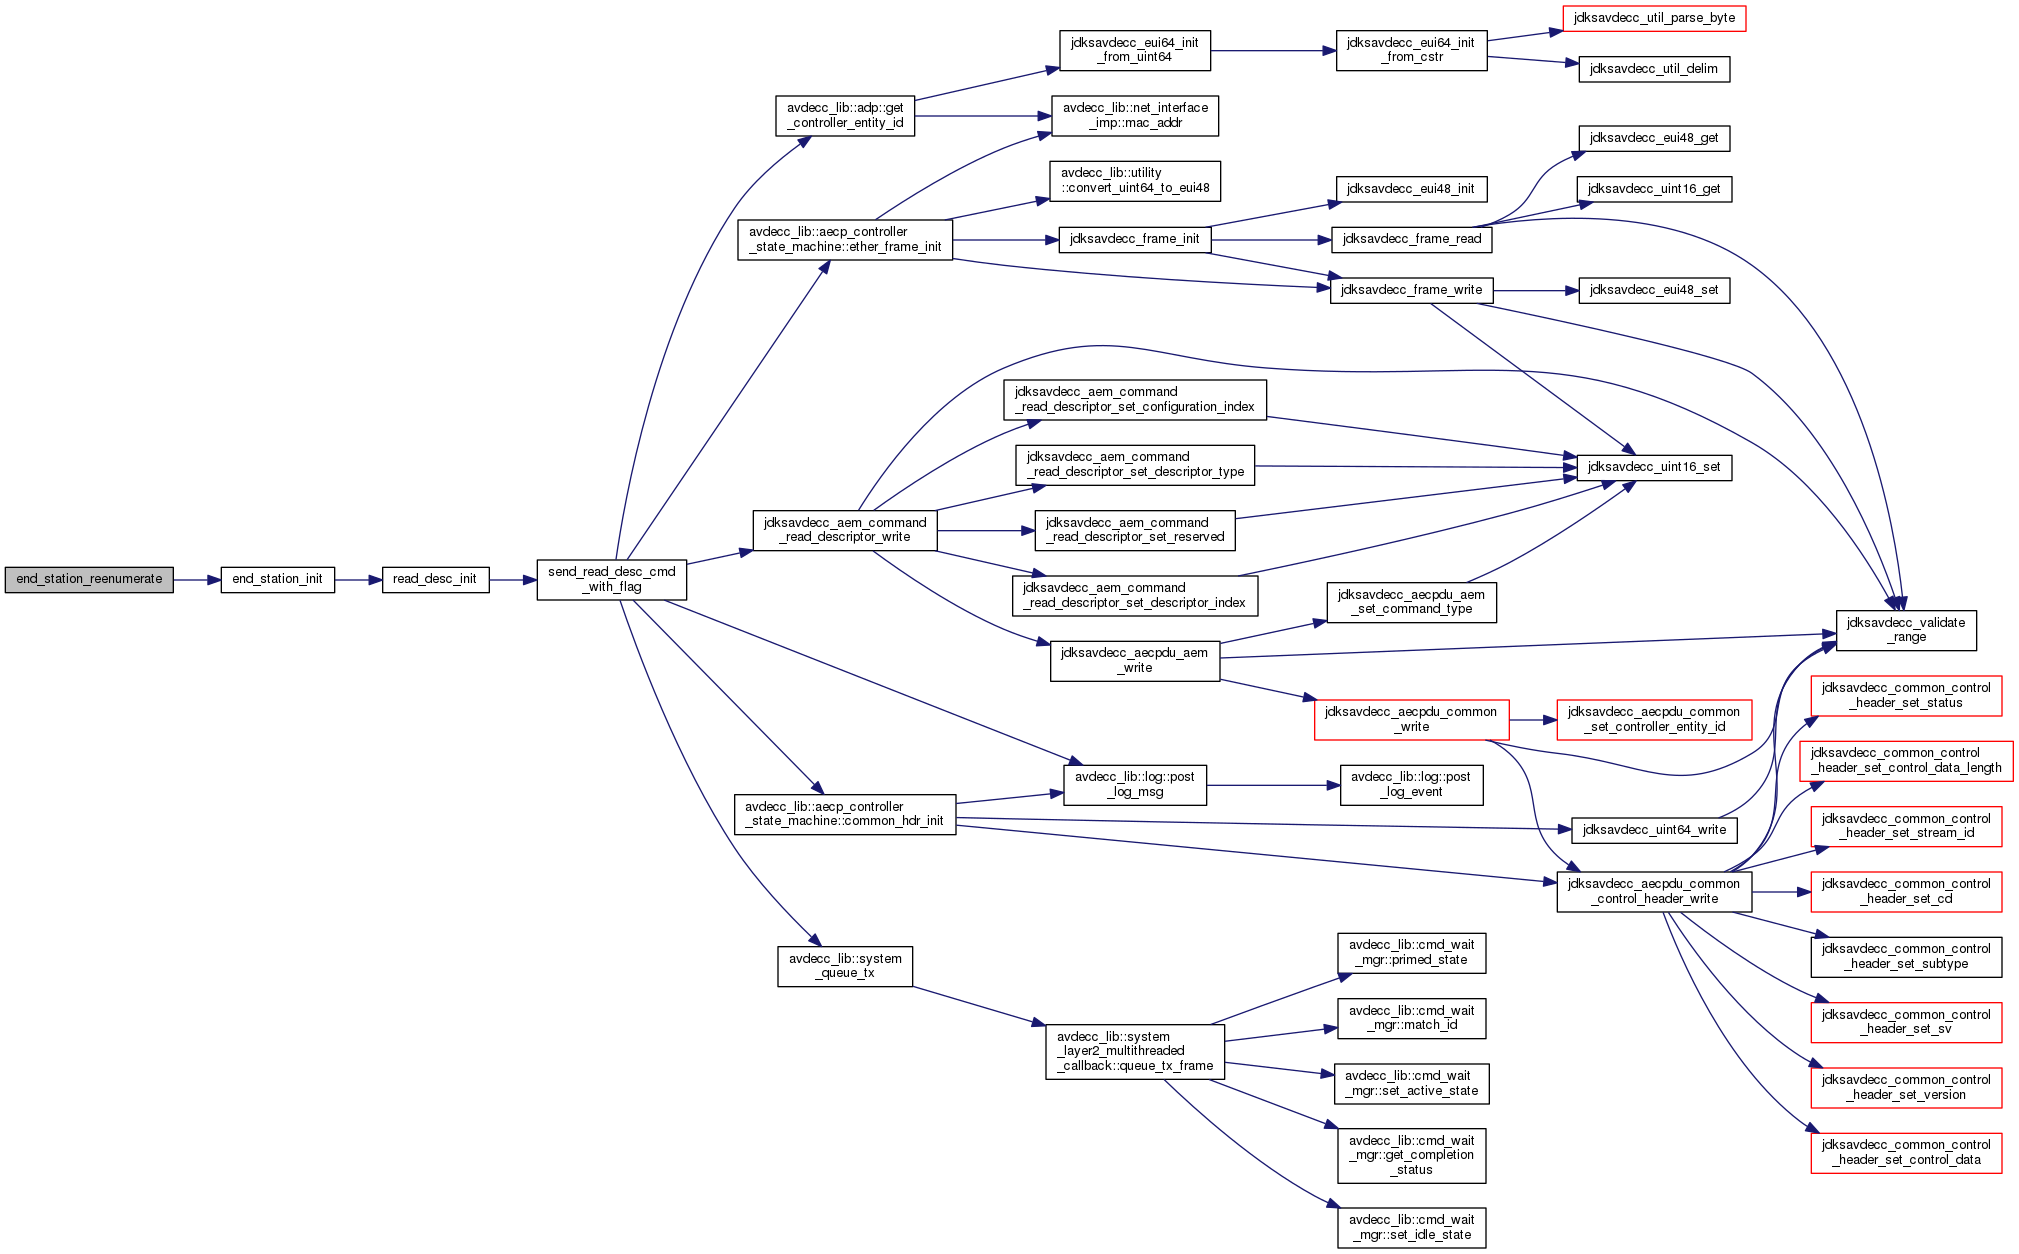 end_station_reenumerate
end_station_init
read_desc_init
send_read_desc_cmd
_with_flag
avdecc_lib::adp::get
_controller_entity_id
avdecc_lib::aecp_controller
_state_machine::ether_frame_init
jdksavdecc_aem_command
_read_descriptor_write
avdecc_lib::aecp_controller
_state_machine::common_hdr_init
avdecc_lib::system
_queue_tx
jdksavdecc_eui64_init
_from_uint64
avdecc_lib::net_interface
_imp::mac_addr
avdecc_lib::utility
::convert_uint64_to_eui48
jdksavdecc_frame_init
jdksavdecc_aem_command
_read_descriptor_set_configuration_index
jdksavdecc_aem_command
_read_descriptor_set_descriptor_type
jdksavdecc_aem_command
_read_descriptor_set_reserved
jdksavdecc_aem_command
_read_descriptor_set_descriptor_index
jdksavdecc_aecpdu_aem
_write
avdecc_lib::log::post
_log_msg
avdecc_lib::system
_layer2_multithreaded
_callback::queue_tx_frame
jdksavdecc_eui64_init
_from_cstr
jdksavdecc_eui48_init
jdksavdecc_frame_read
jdksavdecc_frame_write
jdksavdecc_aecpdu_aem
_set_command_type
jdksavdecc_aecpdu_common
_write
avdecc_lib::log::post
_log_event
avdecc_lib::cmd_wait
_mgr::primed_state
avdecc_lib::cmd_wait
_mgr::match_id
avdecc_lib::cmd_wait
_mgr::set_active_state
avdecc_lib::cmd_wait
_mgr::get_completion
_status
avdecc_lib::cmd_wait
_mgr::set_idle_state
jdksavdecc_util_parse_byte
jdksavdecc_util_delim
jdksavdecc_eui48_get
jdksavdecc_uint16_get
jdksavdecc_eui48_set
jdksavdecc_uint16_set
jdksavdecc_aecpdu_common
_set_controller_entity_id
jdksavdecc_uint64_write
jdksavdecc_aecpdu_common
_control_header_write
jdksavdecc_validate
_range
jdksavdecc_common_control
_header_set_status
jdksavdecc_common_control
_header_set_control_data_length
jdksavdecc_common_control
_header_set_stream_id
jdksavdecc_common_control
_header_set_cd
jdksavdecc_common_control
_header_set_subtype
jdksavdecc_common_control
_header_set_sv
jdksavdecc_common_control
_header_set_version
jdksavdecc_common_control
_header_set_control_data